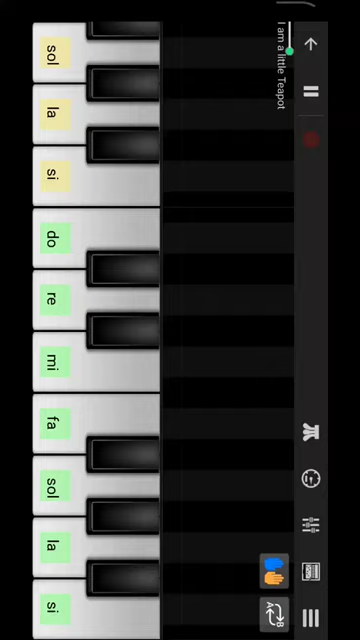 I am a little Teapot
sol
la
si
do
re
mi
fa
sol
la
si
A
B